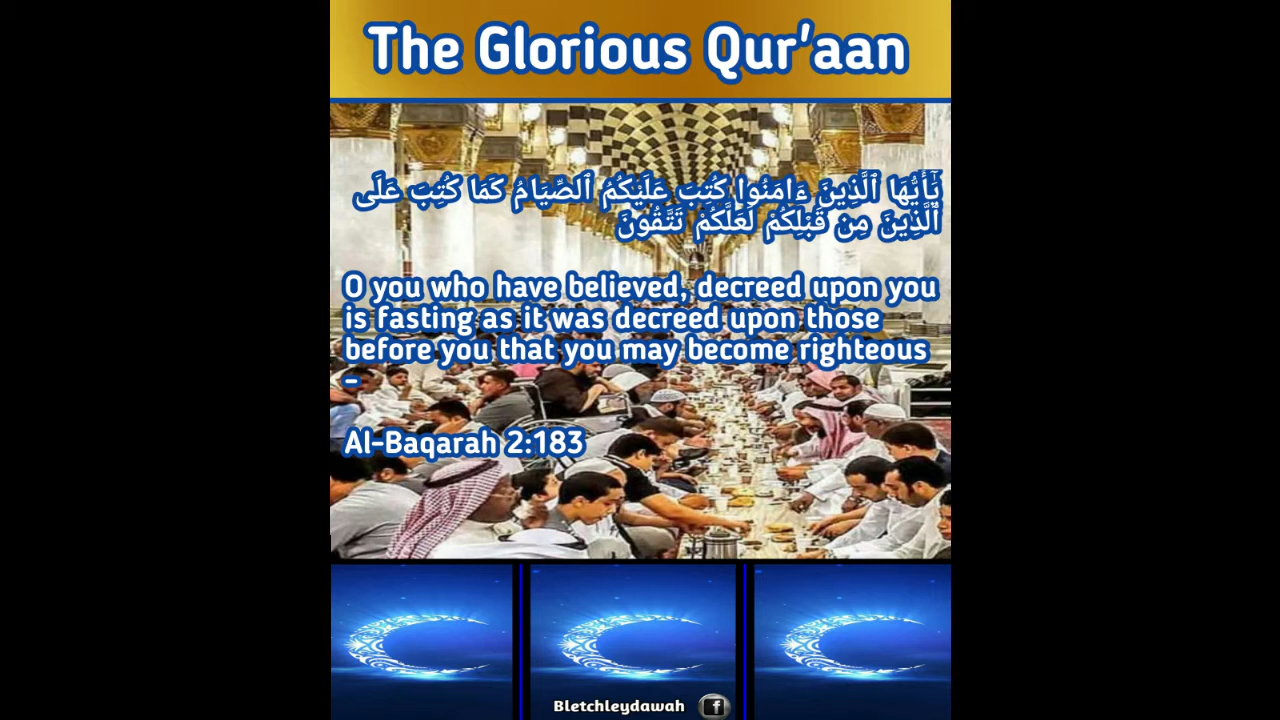 The Glorious Qur'aan
يَٰٓأَيُّهَا ٱلَّذِينَ ءَامَنُوا۟ كُتِبَ عَلَيْكُمُ ٱلصِّيَامُ كَمَا كُتِبَ عَلَى
ٱلَّذِينَ مِن قَبْلِكُمْ لَعَلَّكُمْ تَتَّقُونَ
O you who have believed, decreed upon you
is fasting as it was decreed upon those
before you that you may become righteous
-
Al-Baqarah 2:183
Bletchleydawah f